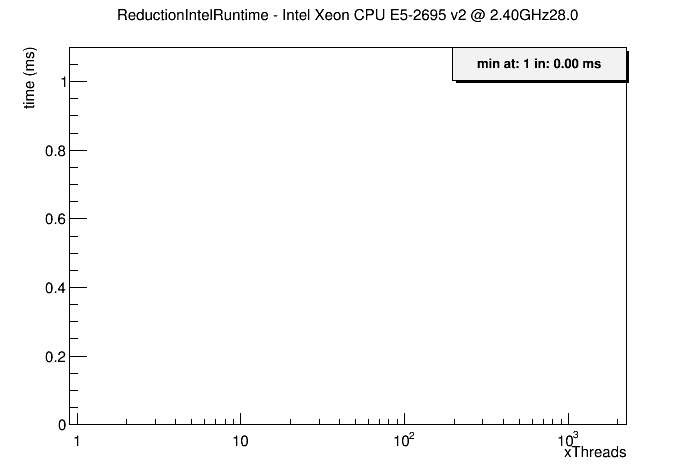 ReductionIntelRuntime - Intel Xeon CPU E5-2695 v2 @ 2.40GHz28.0
min at: 1 in: 0.00 ms
time (ms)
1
0.8
0.6
0.4
0.2
0
1 10 10² 10³
xThreads